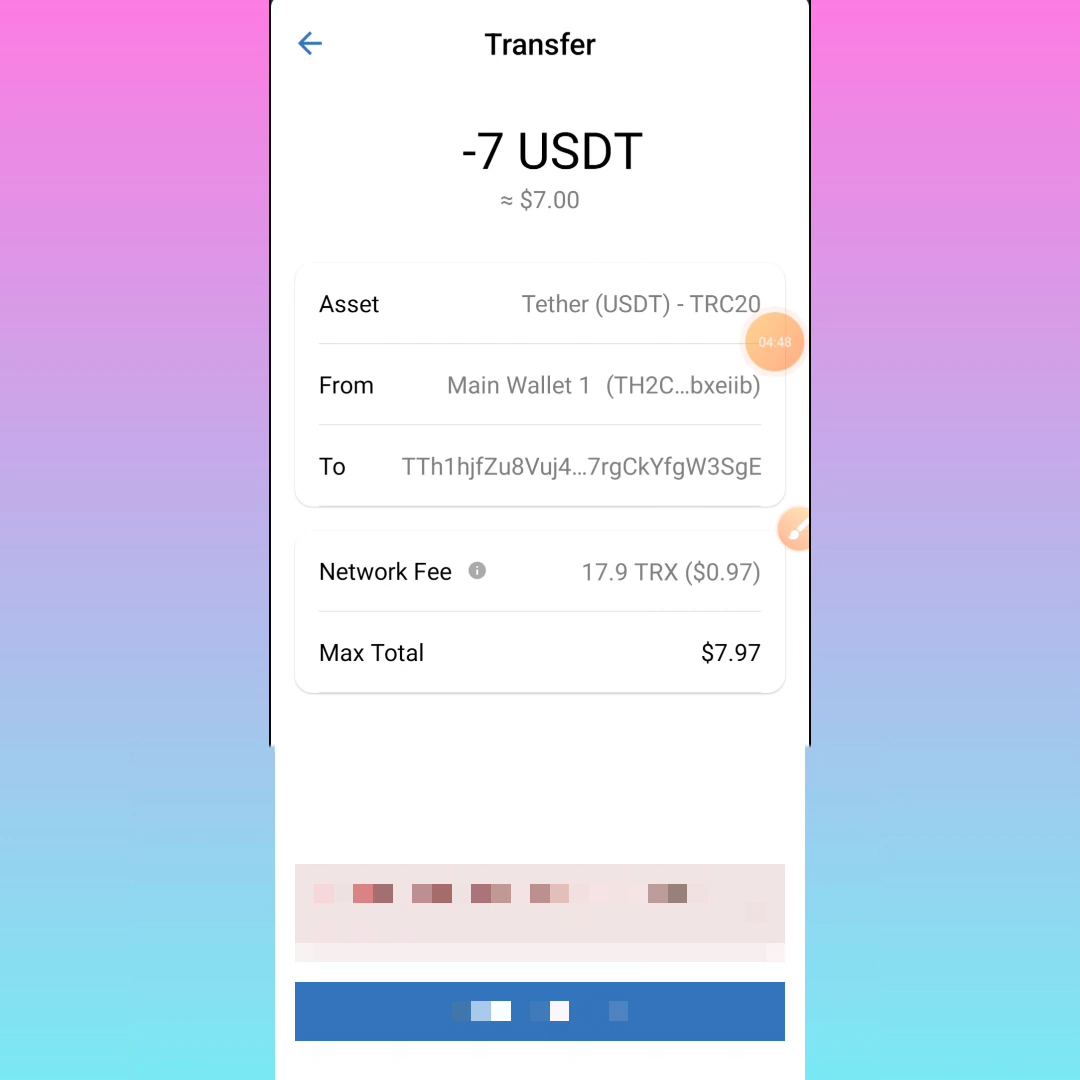 Transfer
-7 USDT
≈ $7.00
Asset Tether (USDT) - TRC20
04:48
From Main Wallet 1 (TH2C...bxeiib)
To TTh1hjfZu8Vuj4...7rgCkYfgW3SgE
Network Fee 17.9 TRX ($0.97)
Max Total $7.97